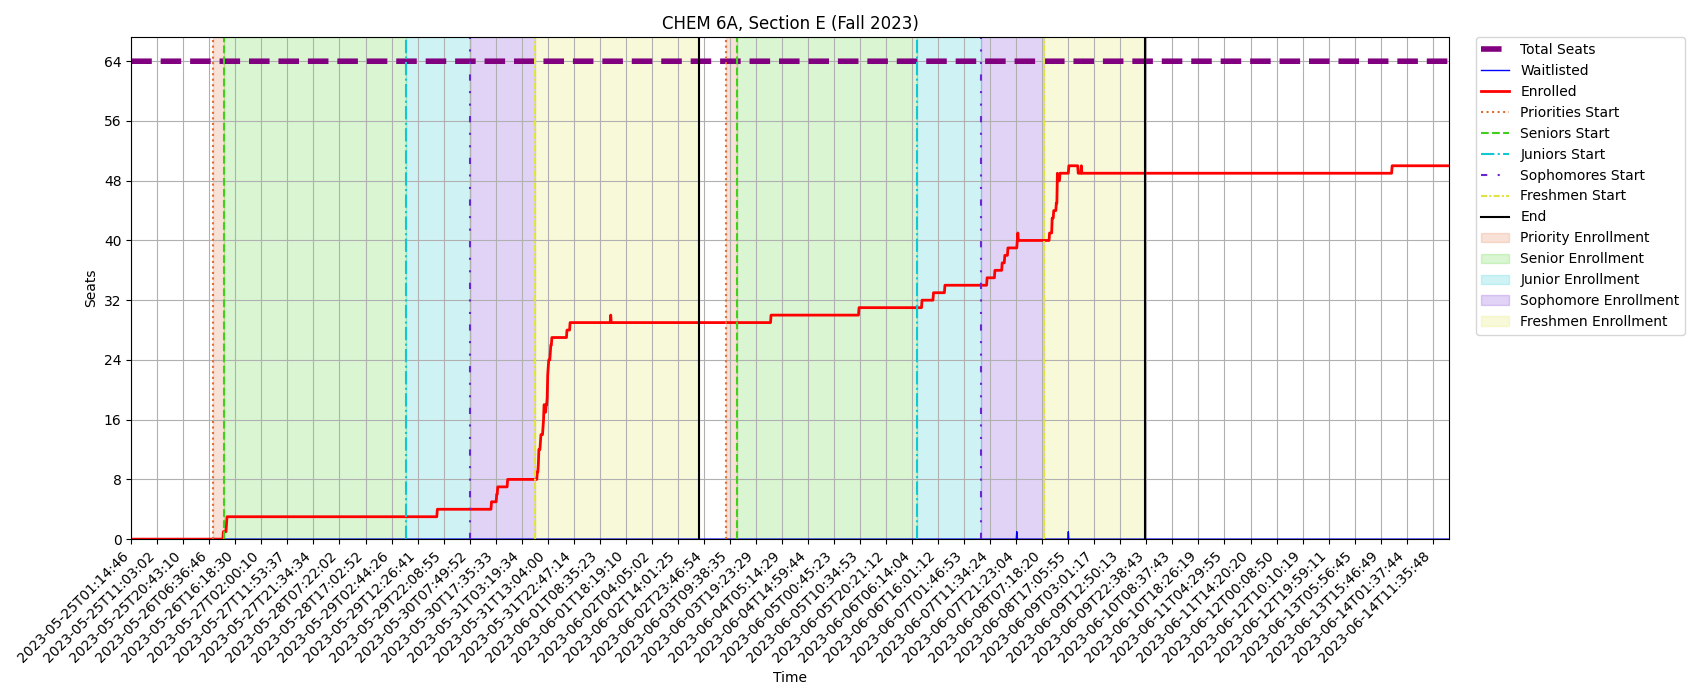 CHEM 6A, Section E (Fall 2023)
Total Seats
Waitlisted
Enrolled
Priorities Start
Seniors Start
Juniors Start
Sophomores Start
Freshmen Start
End
Priority Enrollment
Senior Enrollment
Junior Enrollment
Sophomore Enrollment
Freshmen Enrollment
Seats
64
56
48
40
32
24
16
8
0
2023-05-25T01:14:46
2023-05-25T11:03:02
2023-05-25T20:43:10
2023-05-26T06:36:46
2023-05-26T16:18:30
2023-05-27T02:00:10
2023-05-27T11:53:37
2023-05-27T21:34:34
2023-05-28T07:22:02
2023-05-28T17:02:52
2023-05-29T02:44:26
2023-05-29T12:26:41
2023-05-29T22:08:55
2023-05-30T07:49:52
2023-05-30T17:35:33
2023-05-31T03:19:34
2023-05-31T13:04:00
2023-05-31T22:47:14
2023-06-01T08:35:23
2023-06-01T18:19:10
2023-06-02T04:05:02
2023-06-02T14:01:25
2023-06-02T23:46:54
2023-06-03T09:38:35
2023-06-03T19:23:29
2023-06-04T05:14:29
2023-06-04T14:59:44
2023-06-05T00:45:23
2023-06-05T10:34:53
2023-06-05T20:21:12
2023-06-06T06:14:04
2023-06-06T16:01:12
2023-06-07T01:46:53
2023-06-07T11:34:24
2023-06-07T21:23:04
2023-06-08T07:18:20
2023-06-08T17:05:55
2023-06-09T03:01:17
2023-06-09T12:50:13
2023-06-09T22:38:43
2023-06-10T08:37:43
2023-06-10T18:26:19
2023-06-11T04:29:55
2023-06-11T14:20:20
2023-06-12T00:08:50
2023-06-12T10:10:19
2023-06-12T19:59:11
2023-06-13T05:56:45
2023-06-13T15:46:49
2023-06-14T01:37:44
2023-06-14T11:35:48
Time